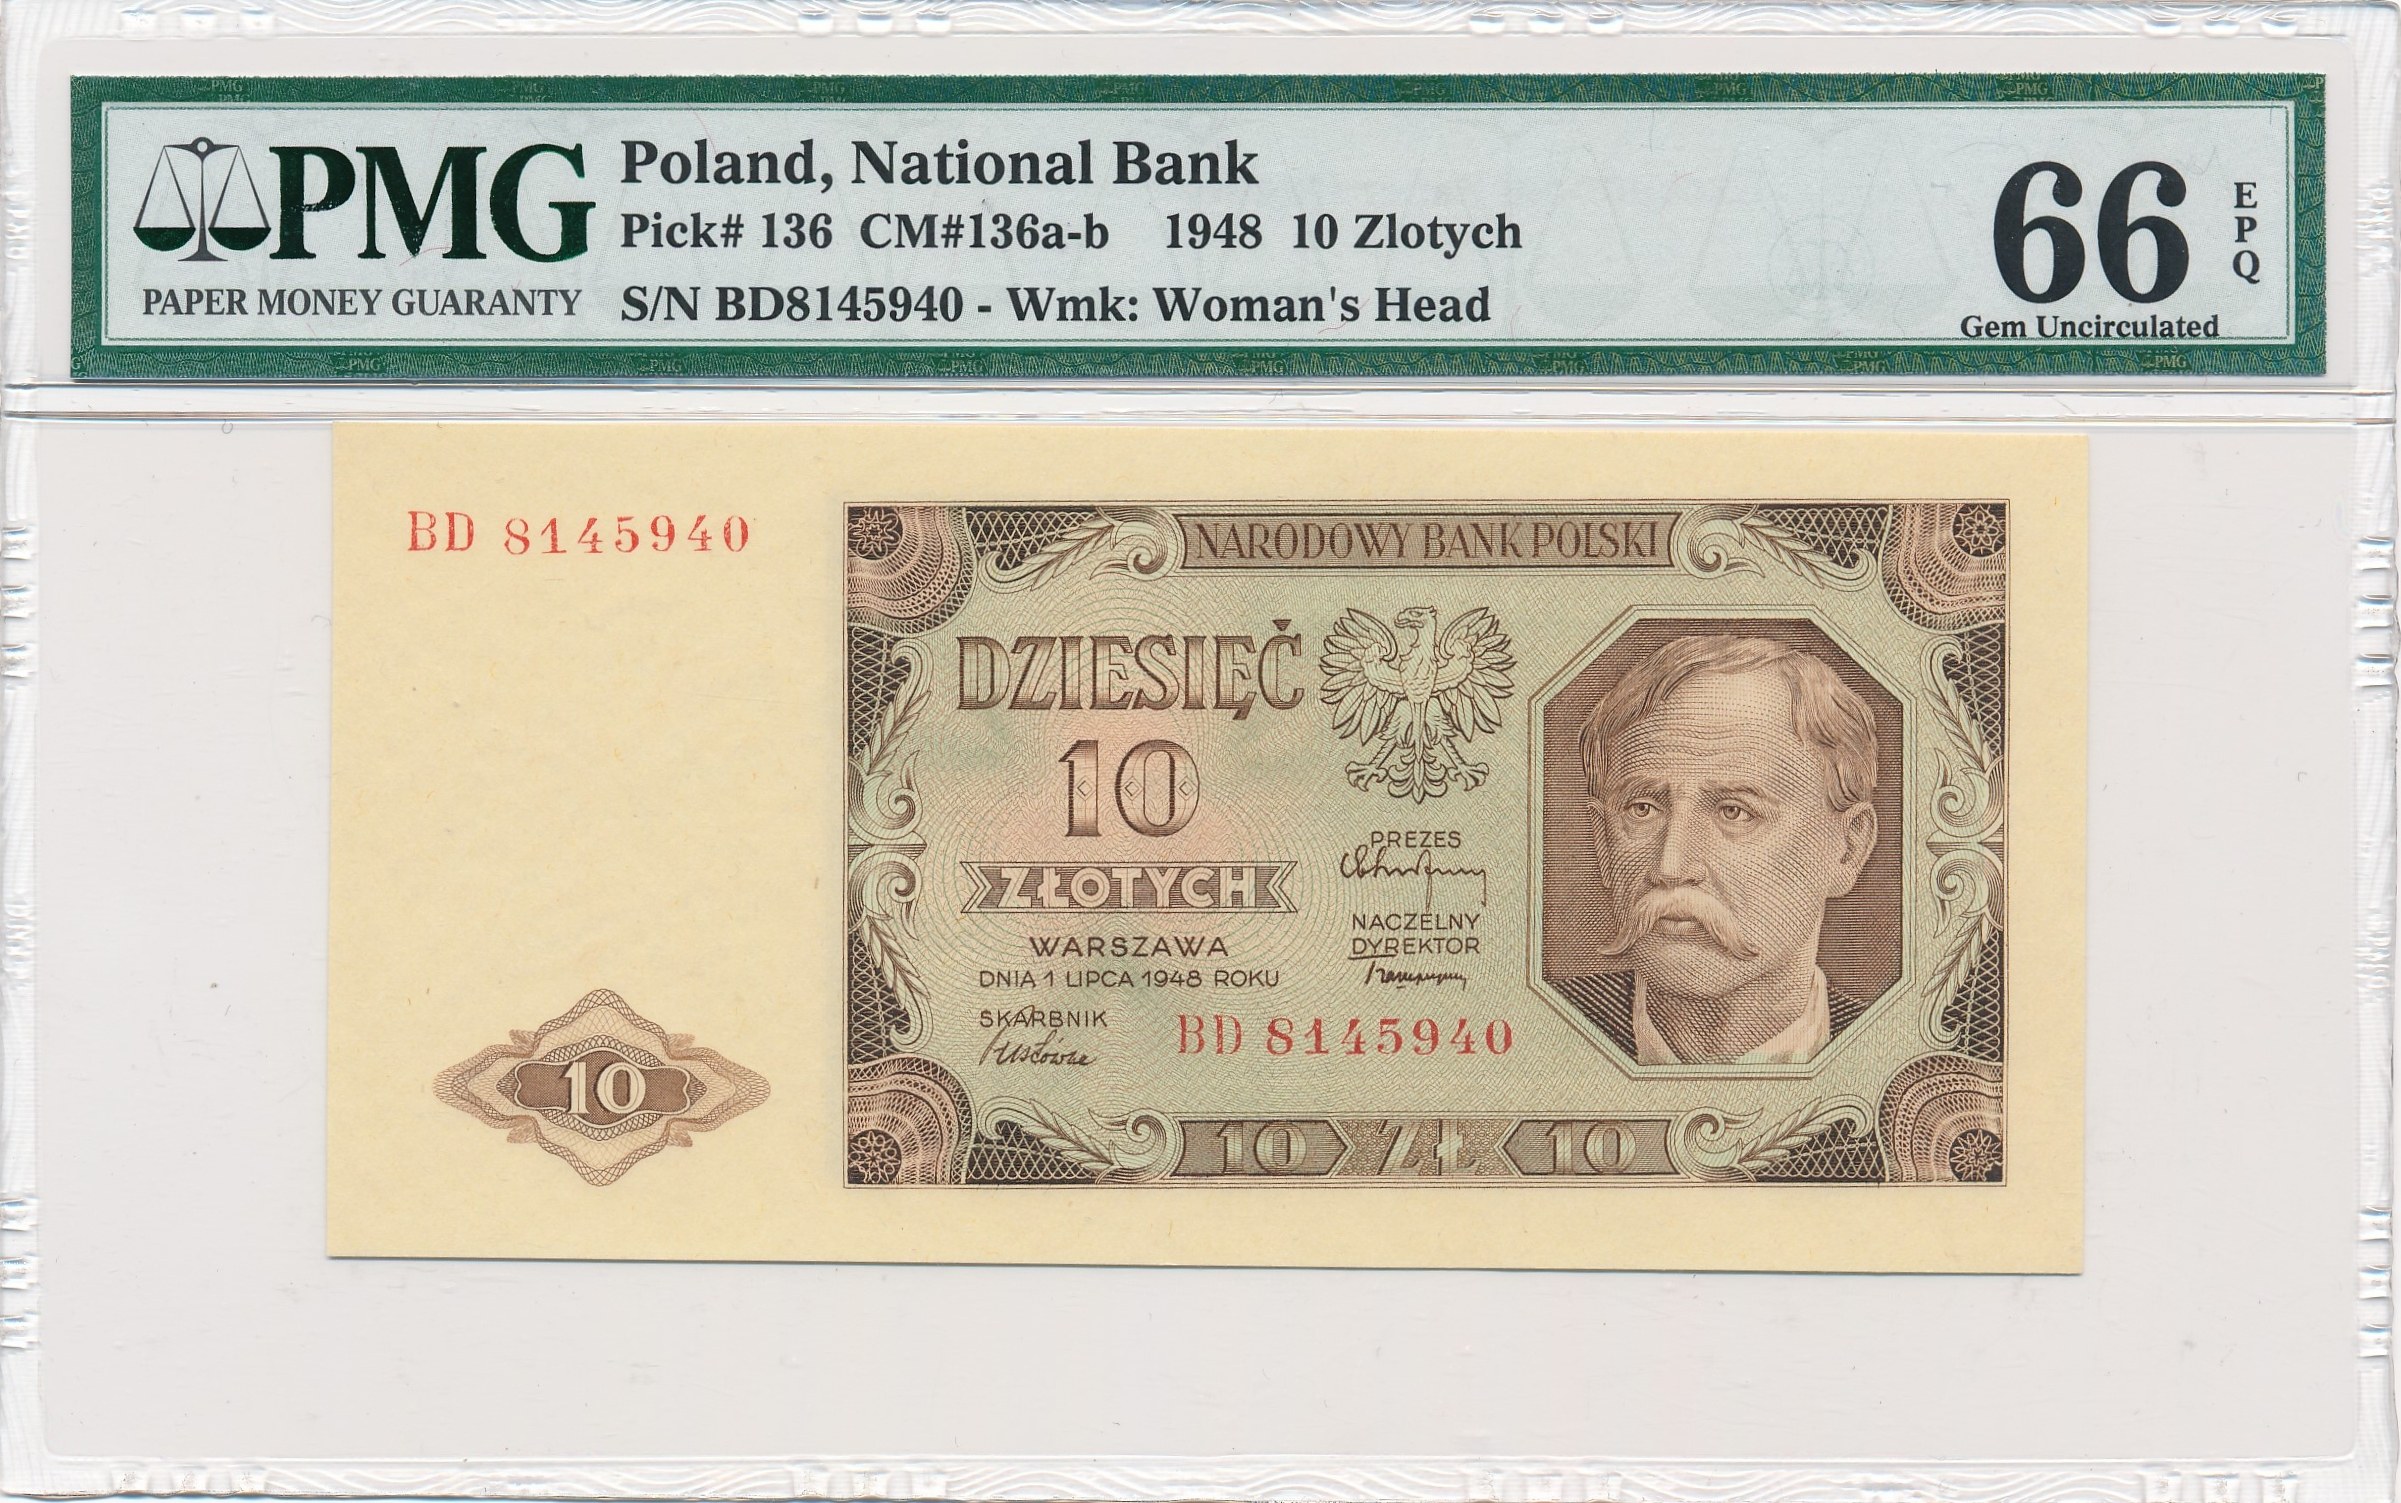 PMG
PAPER MONEY GUARANTY
Poland, National Bank
Pick# 136 CM#136a-b 1948 10 Zlotych
S/N BD8145940 - Wmk: Woman's Head
66
EPQ
Gem Uncirculated
BD 8145940
NARODOWY BANK POLSKI
DZIESIĘĆ
10
ZŁOTYCH
WARSZAWA
DNIA 1 LIPCA 1948 ROKU
SKARBNIK
PREZES
NACZELNY
DYREKTOR
BD 8145940
10
10 ZŁ 10